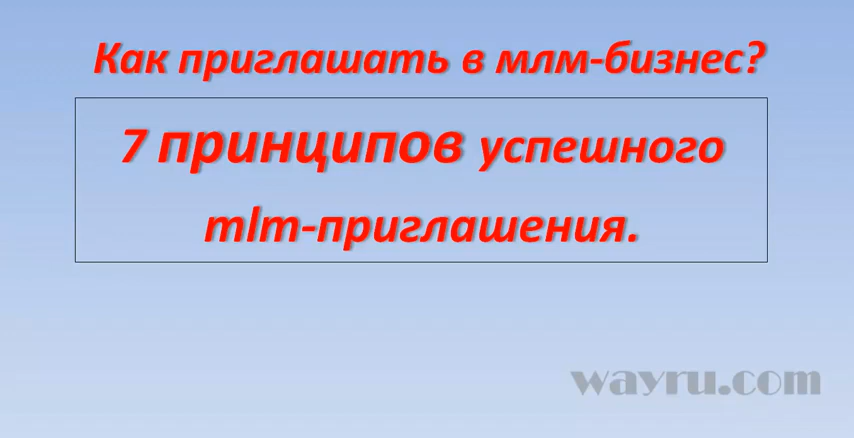 Как приглашать в млм-бизнес?
7 принципов успешного
mlm-приглашения.
wayru.com